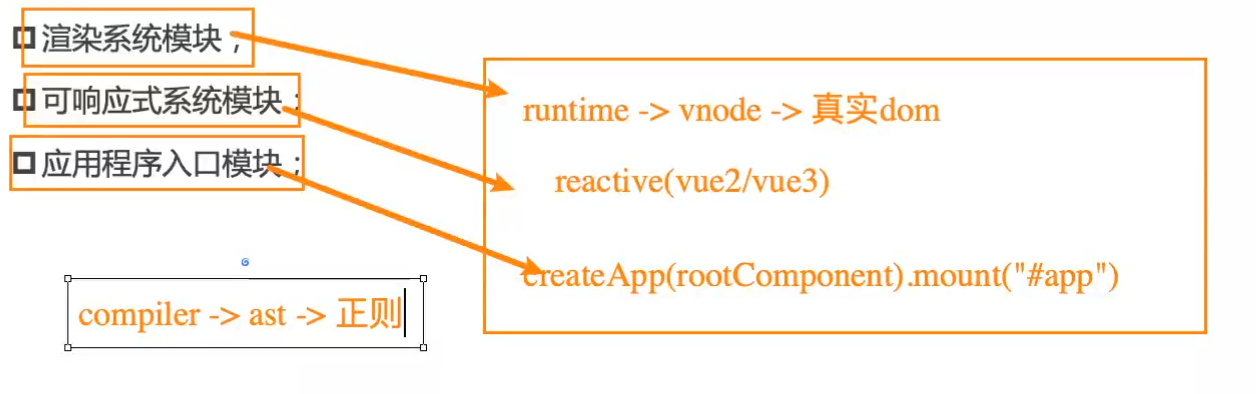 渲染系统模块；
可响应式系统模块；
应用程序入口模块；
runtime -> vnode -> 真实dom
reactive(vue2/vue3)
createApp(rootComponent).mount("#app")
compiler -> ast -> 正则